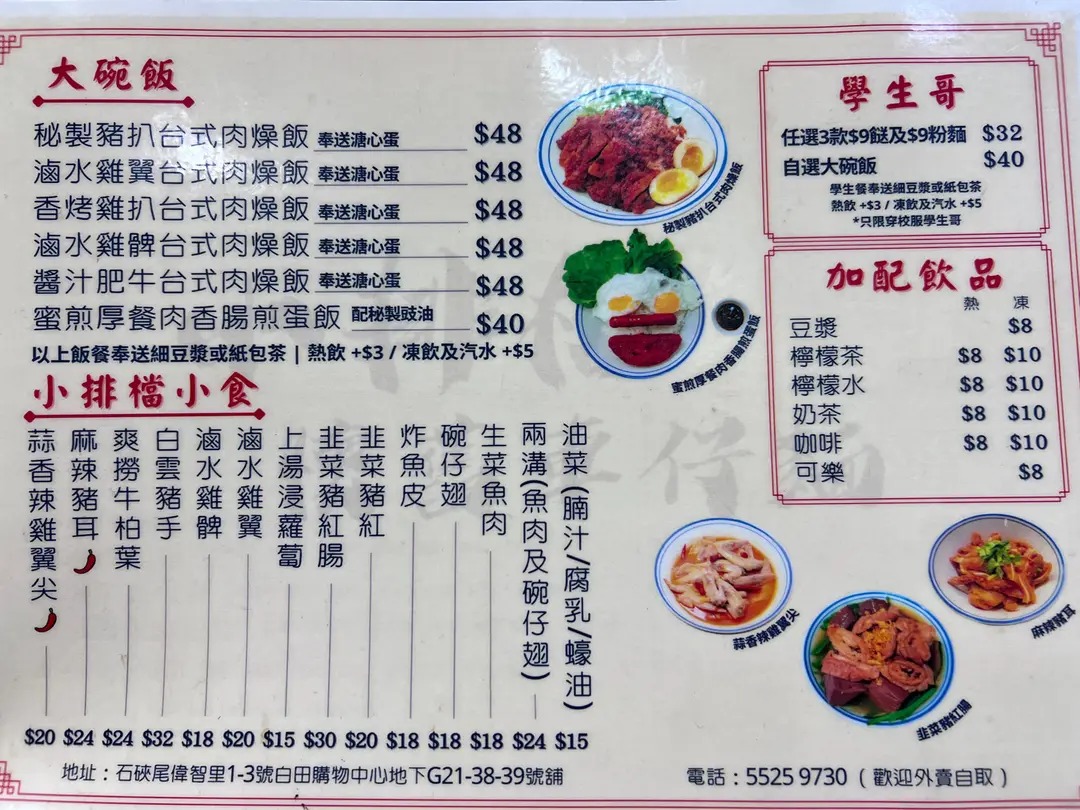 大碗飯
秘製豬扒台式肉燥飯 奉送溏心蛋 $48
滷水雞翼台式肉燥飯 奉送溏心蛋 $48
香烤雞扒台式肉燥飯 奉送溏心蛋 $48
滷水雞髀台式肉燥飯 奉送溏心蛋 $48
醬汁肥牛台式肉燥飯 奉送溏心蛋 $48
蜜煎厚餐肉香腸煎蛋飯 配秘製豉油 $40
以上飯餐奉送細豆漿或紙包茶 | 熱飲 +$3 / 凍飲及汽水 +$5
小排檔小食
蒜香辣雞翼尖 $20
麻辣豬耳 $24
爽撈牛柏葉 $24
白雲豬手 $32
滷水雞髀 $18
滷水雞翼 $20
上湯浸蘿蔔 $15
韭菜豬紅腸 $30
韭菜豬紅 $20
炸魚皮 $18
碗仔翅 $18
生菜魚肉 $18
兩溝(魚肉及碗仔翅) $24
油菜(腩汁/腐乳/蠔油) $15
秘製豬扒台式肉燥飯
蜜煎厚餐肉香腸煎蛋飯
學生哥
任選3款$9餸及$9粉麵 $32
自選大碗飯 $40
學生餐奉送細豆漿或紙包茶
熱飲 +$3 / 凍飲及汽水 +$5
*只限穿校服學生哥
加配飲品
熱 凍
豆漿 $8
檸檬茶 $8 $10
檸檬水 $8 $10
奶茶 $8 $10
咖啡 $8 $10
可樂 $8
蒜香辣雞翼尖
韭菜豬紅腸
麻辣豬耳
地址：石硤尾偉智里1-3號白田購物中心地下G21-38-39號舖
電話：5525 9730（歡迎外賣自取）